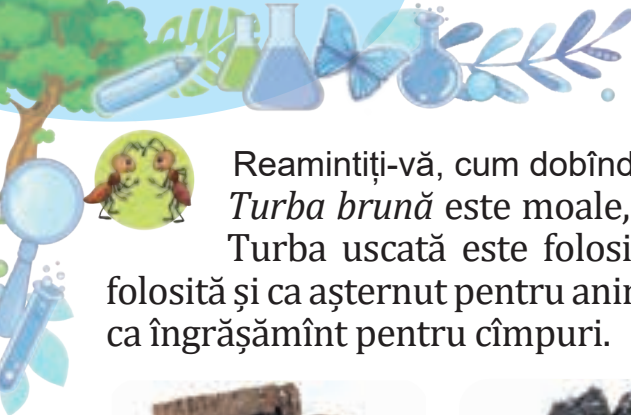 Reamintiți-vă, cum dobînd
Turba brună este moale,
Turba uscată este folosi
folosită și ca așternut pentru anir
ca îngrășămînt pentru cîmpuri.